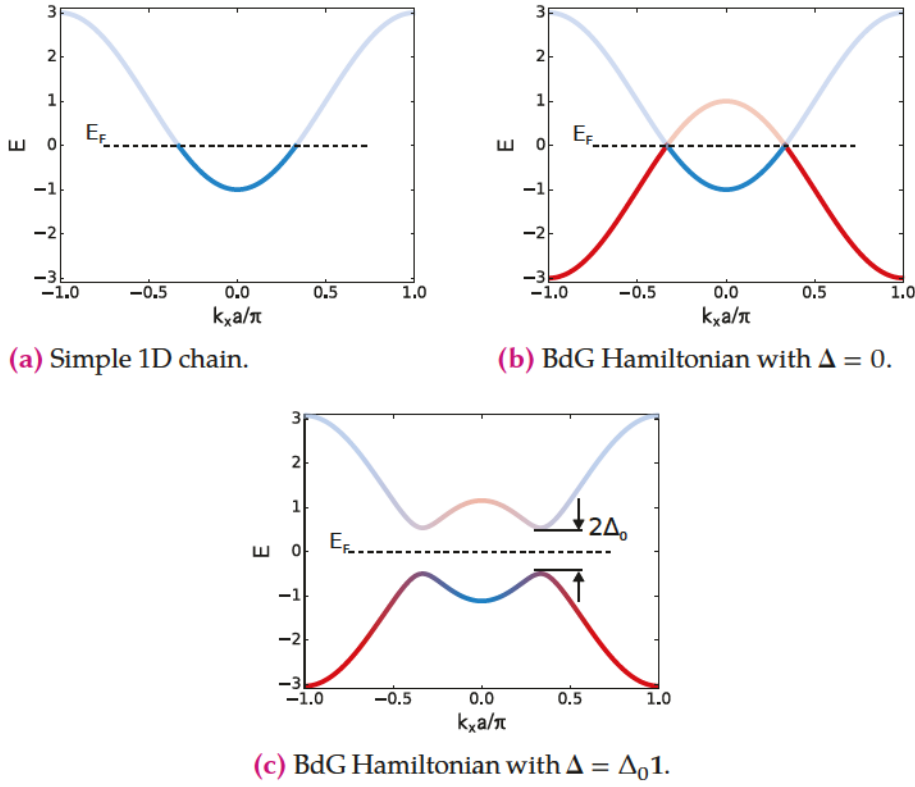 3
2
1
0
−1
−2
−3
E
E_F
−1.0 −0.5 0.0 0.5 1.0
k_x a/π
(a) Simple 1D chain.
3
2
1
0
−1
−2
−3
E
E_F
−1.0 −0.5 0.0 0.5 1.0
k_x a/π
(b) BdG Hamiltonian with Δ = 0.
3
2
1
0
−1
−2
−3
E
E_F
2Δ_0
−1.0 −0.5 0.0 0.5 1.0
k_x a/π
(c) BdG Hamiltonian with Δ = Δ_0 1.